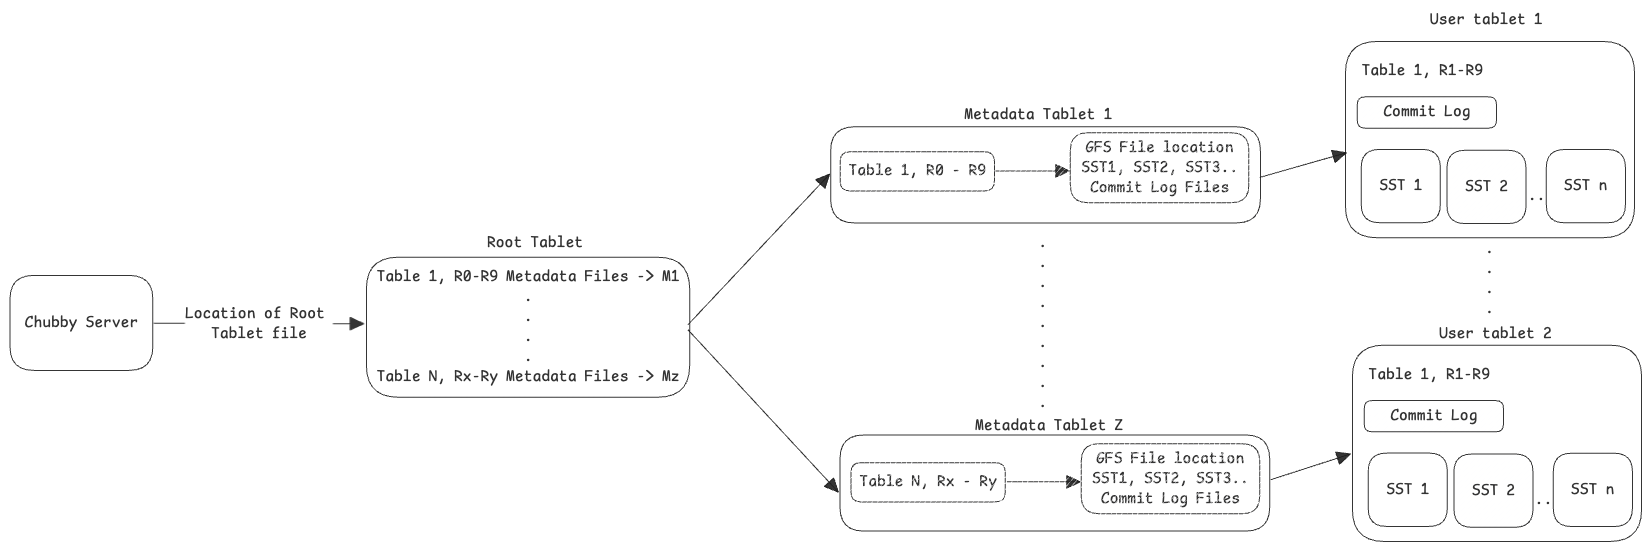 Chubby Server
Location of Root
Tablet file
Root Tablet
Table 1, R0-R9 Metadata Files -> M1
Table N, Rx-Ry Metadata Files -> Mz
Metadata Tablet 1
Table 1, R0 - R9
GFS File location
SST1, SST2, SST3..
Commit Log Files
Metadata Tablet Z
Table N, Rx - Ry
GFS File location
SST1, SST2, SST3..
Commit Log Files
User tablet 1
Table 1, R1-R9
Commit Log
SST 1 SST 2 .. SST n
User tablet 2
Table 1, R1-R9
Commit Log
SST 1 SST 2 .. SST n